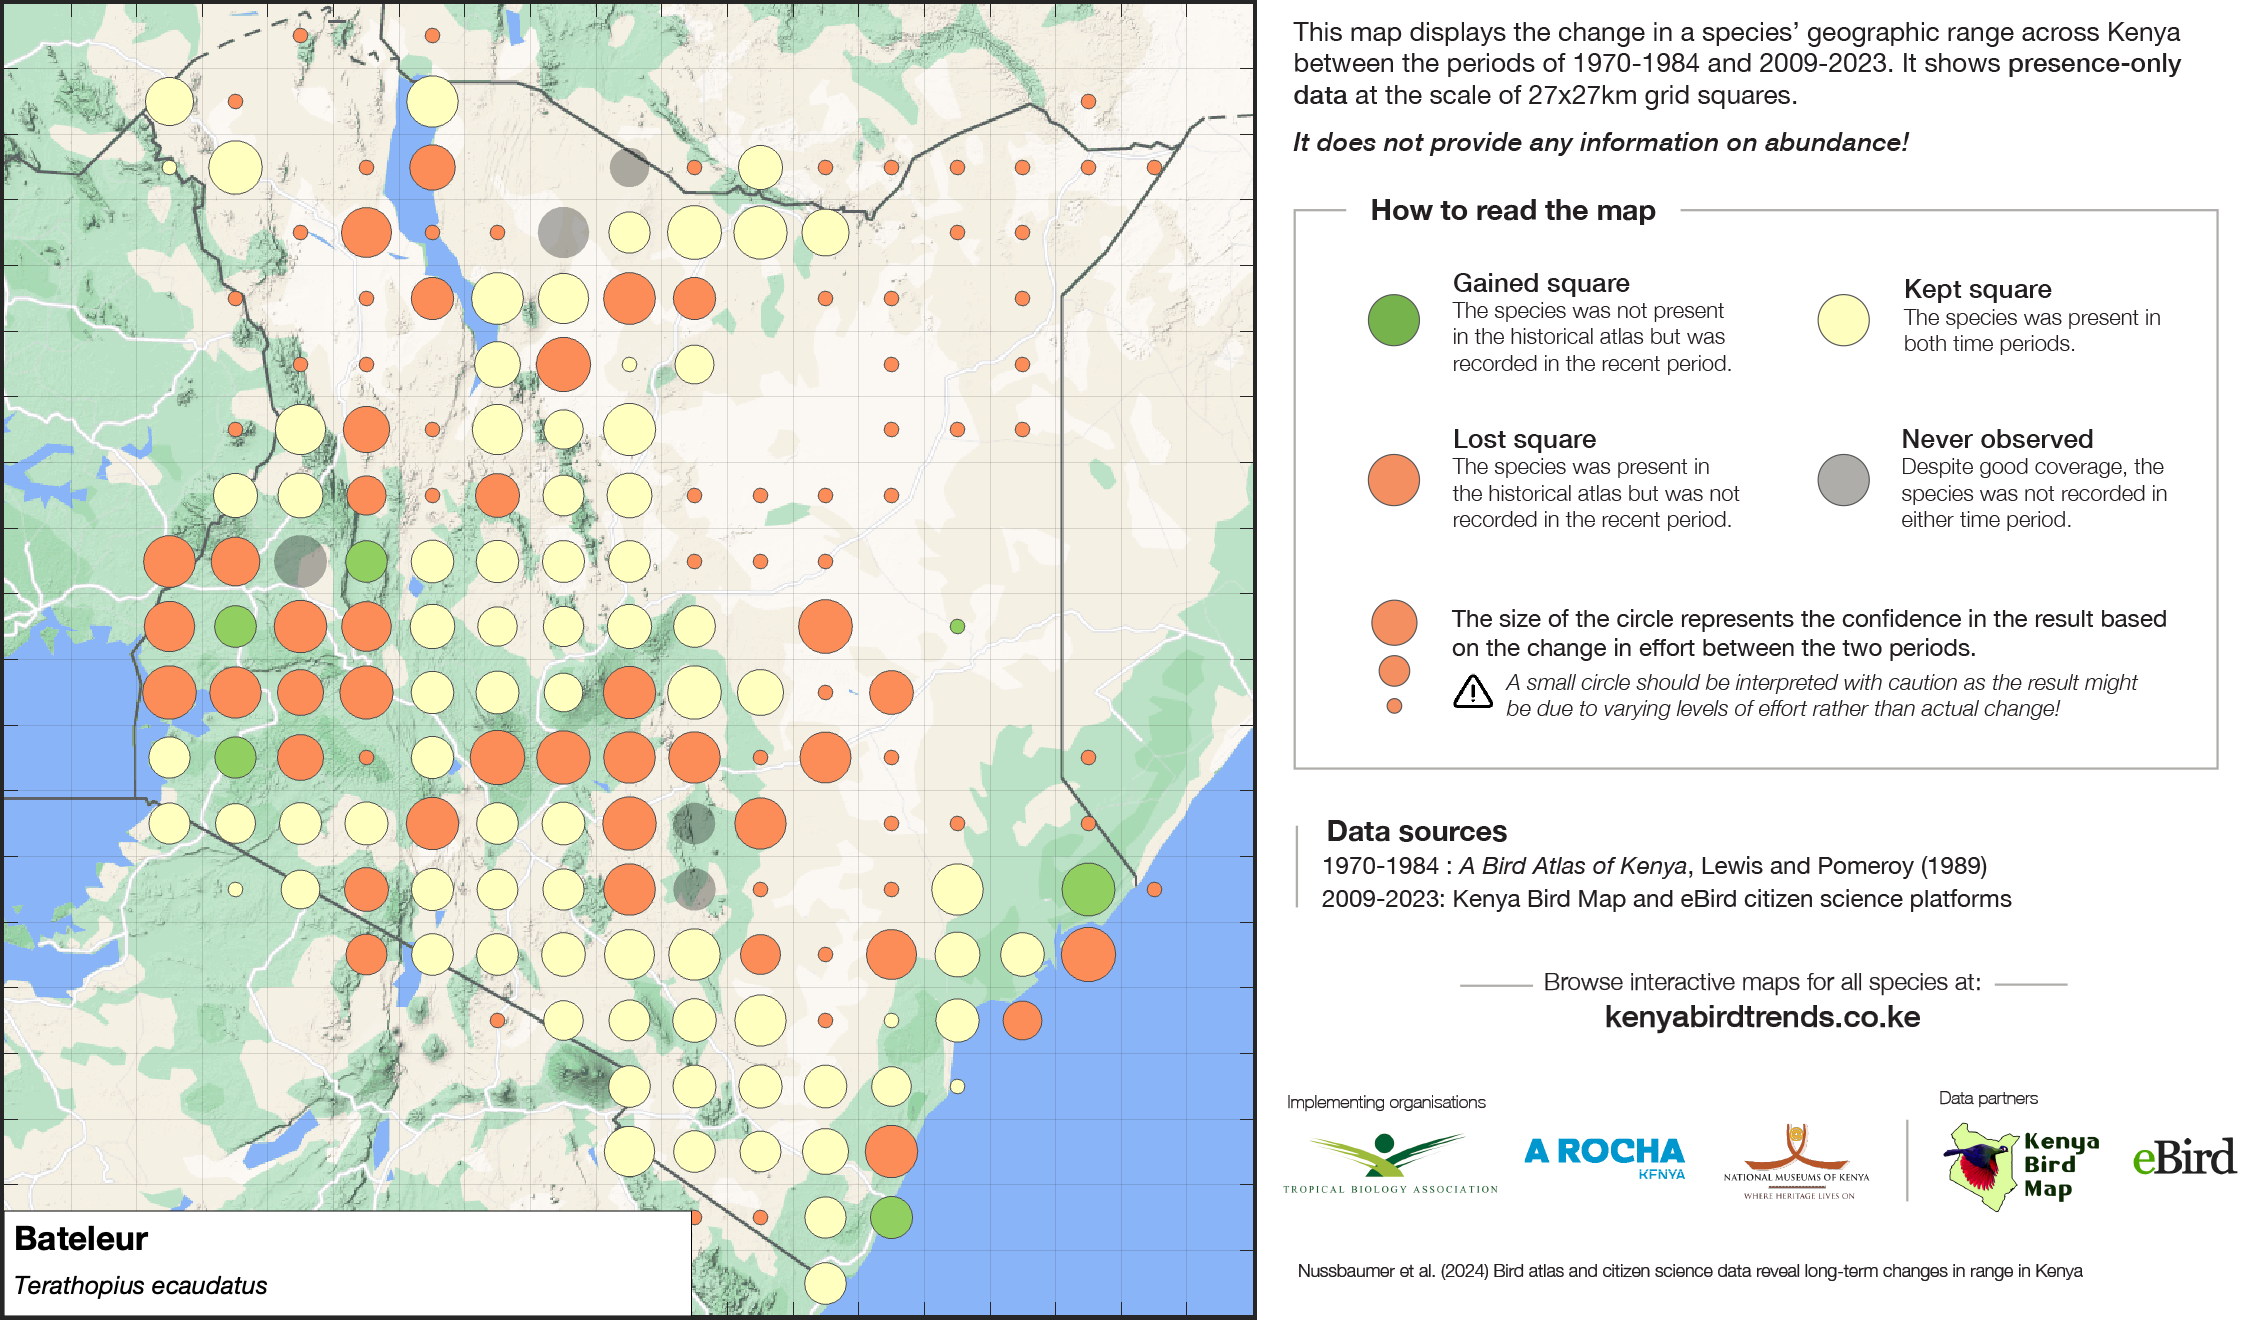 This map displays the change in a species’ geographic range across Kenya
between the periods of 1970-1984 and 2009-2023. It shows presence-only
data at the scale of 27x27km grid squares.
It does not provide any information on abundance!
How to read the map
Gained square
The species was not present
in the historical atlas but was
recorded in the recent period.
Kept square
The species was present in
both time periods.
Lost square
The species was present in
the historical atlas but was not
recorded in the recent period.
Never observed
Despite good coverage, the
species was not recorded in
either time period.
The size of the circle represents the confidence in the result based
on the change in effort between the two periods.
A small circle should be interpreted with caution as the result might
be due to varying levels of effort rather than actual change!
Data sources
1970-1984 : A Bird Atlas of Kenya, Lewis and Pomeroy (1989)
2009-2023: Kenya Bird Map and eBird citizen science platforms
Browse interactive maps for all species at:
kenyabirdtrends.co.ke
Implementing organisations
Data partners
TROPICAL BIOLOGY ASSOCIATION
A ROCHA
KENYA
NATIONAL MUSEUMS OF KENYA
WHERE HERITAGE LIVES ON
Kenya
Bird
Map
eBird
Bateleur
Terathopius ecaudatus
Nussbaumer et al. (2024) Bird atlas and citizen science data reveal long-term changes in range in Kenya